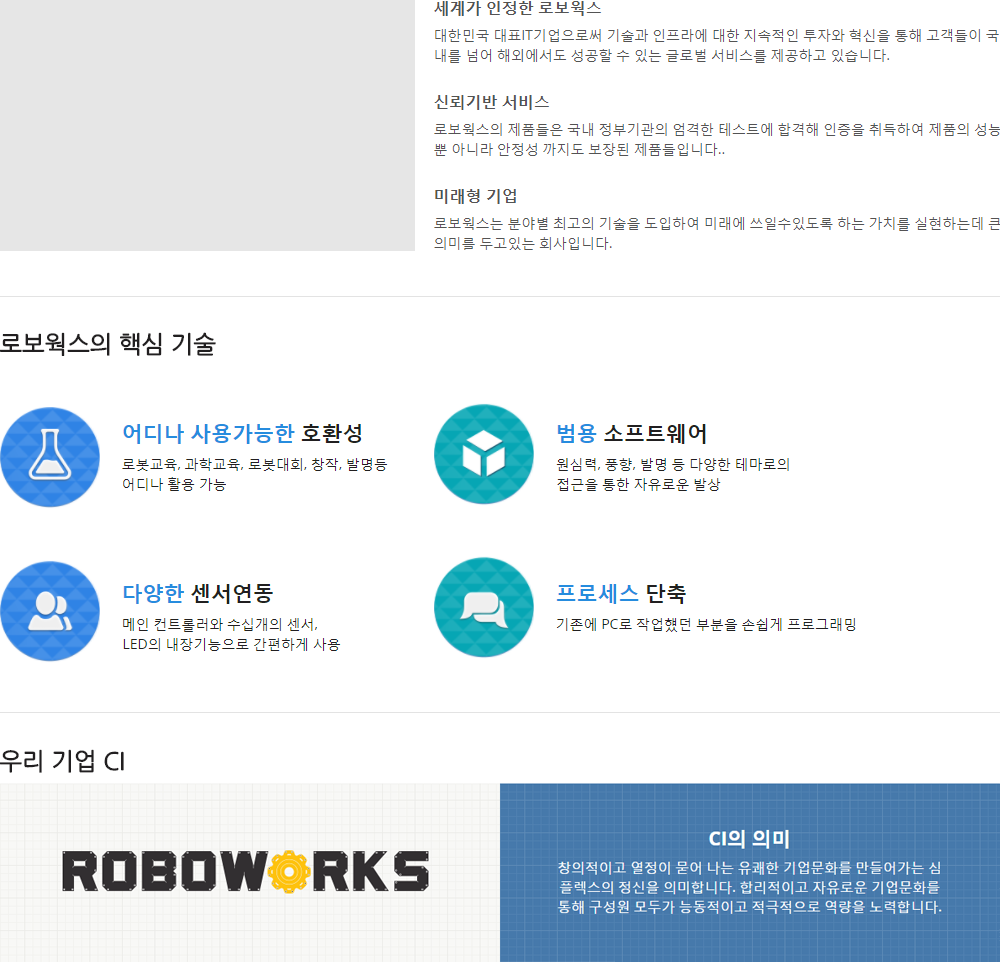 세계가 인정한 로보웍스
대한민국 대표IT기업으로써 기술과 인프라에 대한 지속적인 투자와 혁신을 통해 고객들이 국
내를 넘어 해외에서도 성공할 수 있는 글로벌 서비스를 제공하고 있습니다.
신뢰기반 서비스
로보웍스의 제품들은 국내 정부기관의 엄격한 테스트에 합격해 인증을 취득하여 제품의 성능
뿐 아니라 안정성 까지도 보장된 제품들입니다..
미래형 기업
로보웍스는 분야별 최고의 기술을 도입하여 미래에 쓰일수있도록 하는 가치를 실현하는데 큰
의미를 두고있는 회사입니다.
로보웍스의 핵심 기술
어디나 사용가능한 호환성
로봇교육, 과학교육, 로봇대회, 창작, 발명등
어디나 활용 가능
범용 소프트웨어
원심력, 풍향, 발명 등 다양한 테마로의
접근을 통한 자유로운 발상
다양한 센서연동
메인 컨트롤러와 수십개의 센서,
LED의 내장기능으로 간편하게 사용
프로세스 단축
기존에 PC로 작업헀던 부분을 손쉽게 프로그래밍
우리 기업 CI
ROBOWORKS
CI의 의미
창의적이고 열정이 묻어 나는 유쾌한 기업문화를 만들어가는 심
플렉스의 정신을 의미합니다. 합리적이고 자유로운 기업문화를
통해 구성원 모두가 능동적이고 적극적으로 역량을 노력합니다.